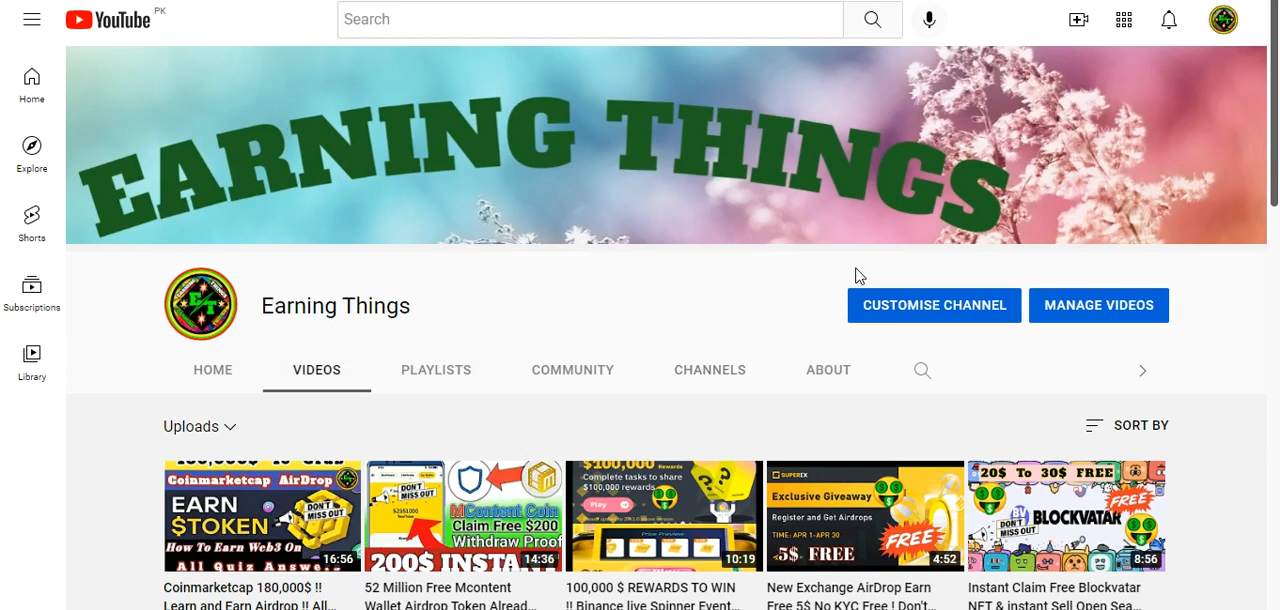 YouTube PK
Search
Home
Explore
Shorts
Subscriptions
Library
EARNING THINGS
E/T
Earning Things
CUSTOMISE CHANNEL
MANAGE VIDEOS
HOME
VIDEOS
PLAYLISTS
COMMUNITY
CHANNELS
ABOUT
Uploads
SORT BY
Coinmarketcap AirDrop
EARN
$TOKEN
DON'T
MISS OUT
How To Earn Web3 On
All Quiz Answers
16:56
DON'T
MISS OUT
MContent Coin
Claim Free $200
Withdraw Proof
200$ INSTA
14:36
$100,000 Rewards
Complete tasks to share
$100,000 rewards.
Play
Prize Preview
10:19
SUPEREX
Exclusive Giveaway
Register and Get Airdrops
TIME: APR 1-APR 30
5$ FREE
FREE
4:52
20$ To 30$ FREE
FREE
BV
BLOCKVATAR
DON'T
MISS OUT
8:56
Coinmarketcap 180,000$ !!
Learn and Earn Airdrop !! All...
52 Million Free Mcontent
Wallet Airdrop Token Alread...
100,000 $ REWARDS TO WIN
!! Binance live Spinner Event...
New Exchange AirDrop Earn
Free 5$ No KYC Free ! Don't...
Instant Claim Free Blockvatar
NFT & instant Sell Open Sea...